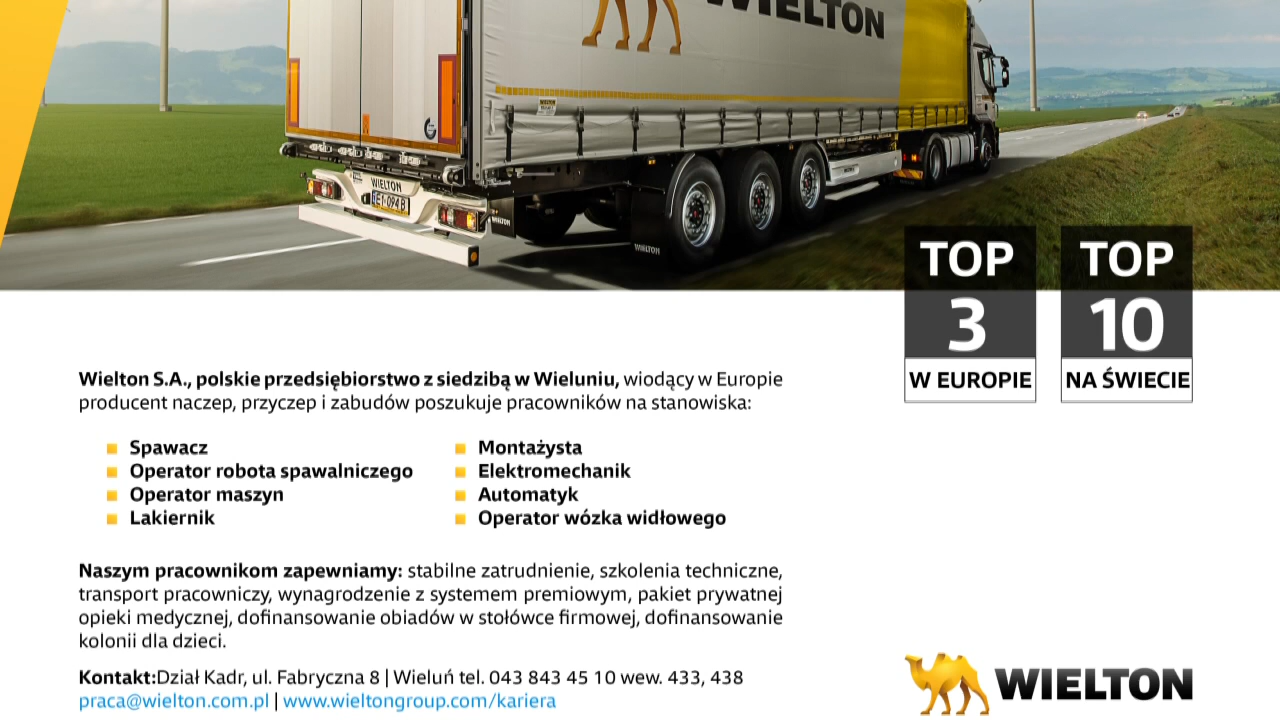 WIELTON
WIELTON
WIELTON
WIELTON
TOP
3
W EUROPIE
TOP
10
NA ŚWIECIE
Wielton S.A., polskie przedsiębiorstwo z siedzibą w Wieluniu, wiodący w Europie
producent naczep, przyczep i zabudów poszukuje pracowników na stanowiska:
Spawacz
Operator robota spawalniczego
Operator maszyn
Lakiernik
Montażysta
Elektromechanik
Automatyk
Operator wózka widłowego
Naszym pracownikom zapewniamy: stabilne zatrudnienie, szkolenia techniczne,
transport pracowniczy, wynagrodzenie z systemem premiowym, pakiet prywatnej
opieki medycznej, dofinansowanie obiadów w stołówce firmowej, dofinansowanie
kolonii dla dzieci.
Kontakt:Dział Kadr, ul. Fabryczna 8 | Wieluń tel. 043 843 45 10 wew. 433, 438
praca@wielton.com.pl | www.wieltongroup.com/kariera
WIELTON